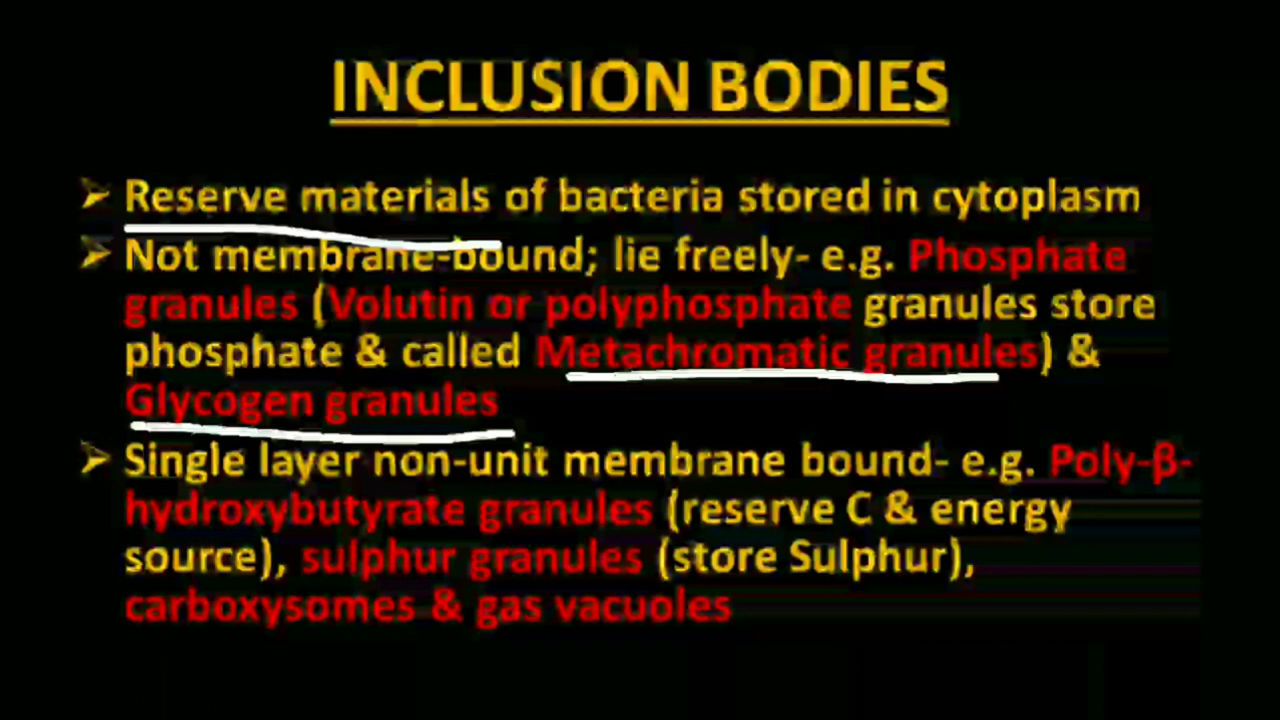 INCLUSION BODIES
➢ Reserve materials of bacteria stored in cytoplasm
➢ Not membrane-bound; lie freely- e.g. Phosphate
granules (Volutin or polyphosphate granules store
phosphate & called Metachromatic granules) &
Glycogen granules
➢ Single layer non-unit membrane bound- e.g. Poly-β-
hydroxybutyrate granules (reserve C & energy
source), sulphur granules (store Sulphur),
carboxysomes & gas vacuoles